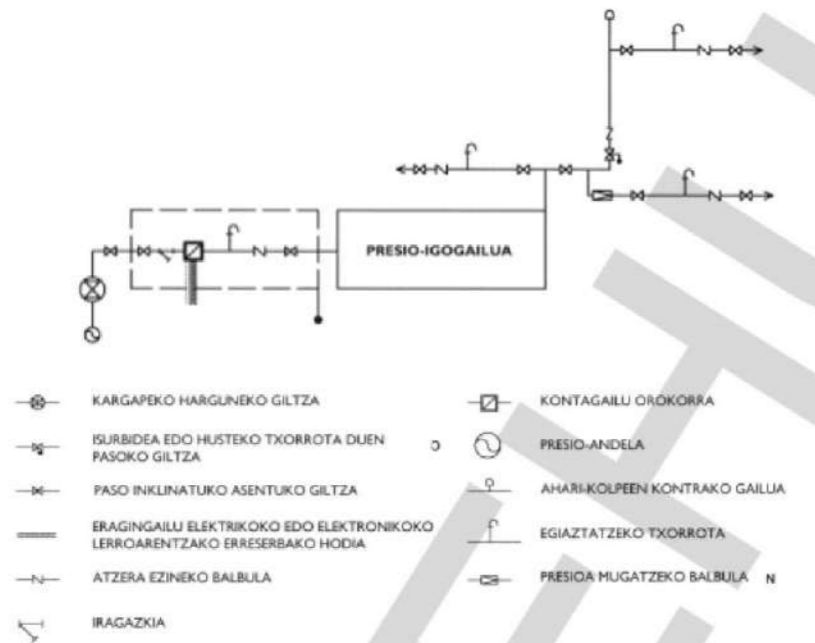 PRESIO-IGOGAILUA
KARGAPEKO HARGUNEKO GILTZA
ISURBIDEA EDO HUSTEKO TXORROTA DUEN
PASOKO GILTZA
PASO INKLINATUKO ASENTUKO GILTZA
ERAGINGAILU ELEKTRIKOKO EDO ELEKTRONIKOKO
LERROARENTZAKO ERRESERBAKO HODIA
ATZERA EZINEKO BALBULA
IRAGAZKIA
KONTAGAILU OROKORRA
O
PRESIO-ANDELA
AHARI-KOLPEEN KONTRAKO GAILUA
EGIAZTATZEKO TXORROTA
PRESIOA MUGATZEKO BALBULA N